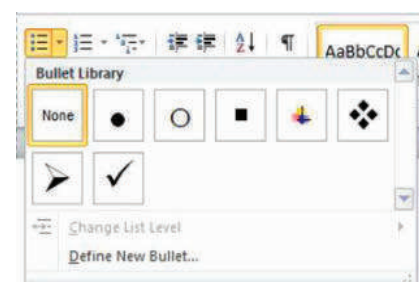 AaBbCcDc
Bullet Library
None
Change List Level
Define New Bullet...